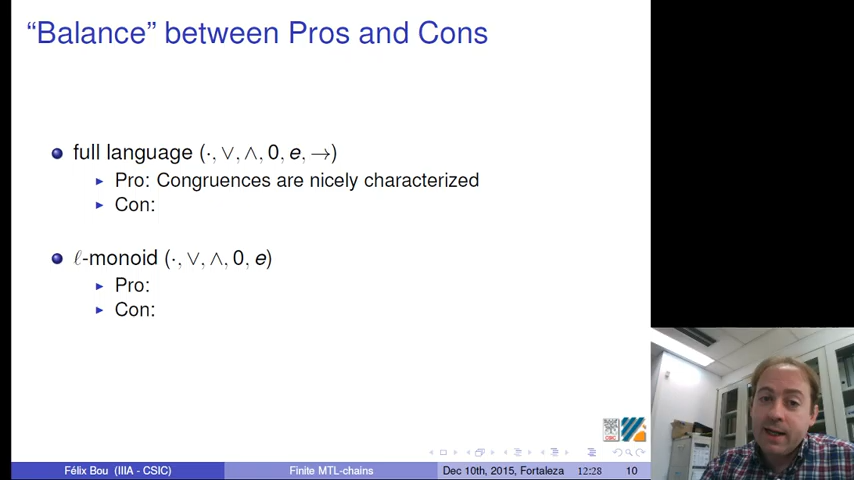 “Balance” between Pros and Cons
full language (·, ∨, ∧, 0, e, →)
Pro: Congruences are nicely characterized
Con:
ℓ-monoid (·, ∨, ∧, 0, e)
Pro:
Con:
CSIC
Félix Bou (IIIA - CSIC) Finite MTL-chains Dec 10th, 2015, Fortaleza 12:28 10